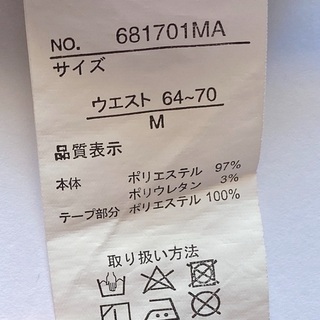 NO. 681701MA
サイズ
ウエスト 64~70
M
品質表示
本体 ポリエステル 97%
ポリウレタン 3%
テープ部分 ポリエステル 100%
取り扱い方法